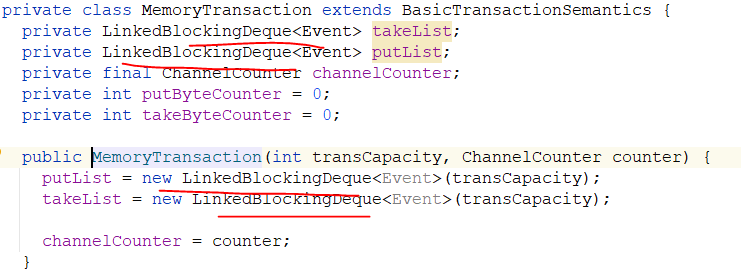 private class MemoryTransaction extends BasicTransactionSemantics {
private LinkedBlockingDeque<Event> takeList;
private LinkedBlockingDeque<Event> putList;
private final ChannelCounter channelCounter;
private int putByteCounter = 0;
private int takeByteCounter = 0;
public MemoryTransaction(int transCapacity, ChannelCounter counter) {
putList = new LinkedBlockingDeque<Event>(transCapacity);
takeList = new LinkedBlockingDeque<Event>(transCapacity);
channelCounter = counter;
}